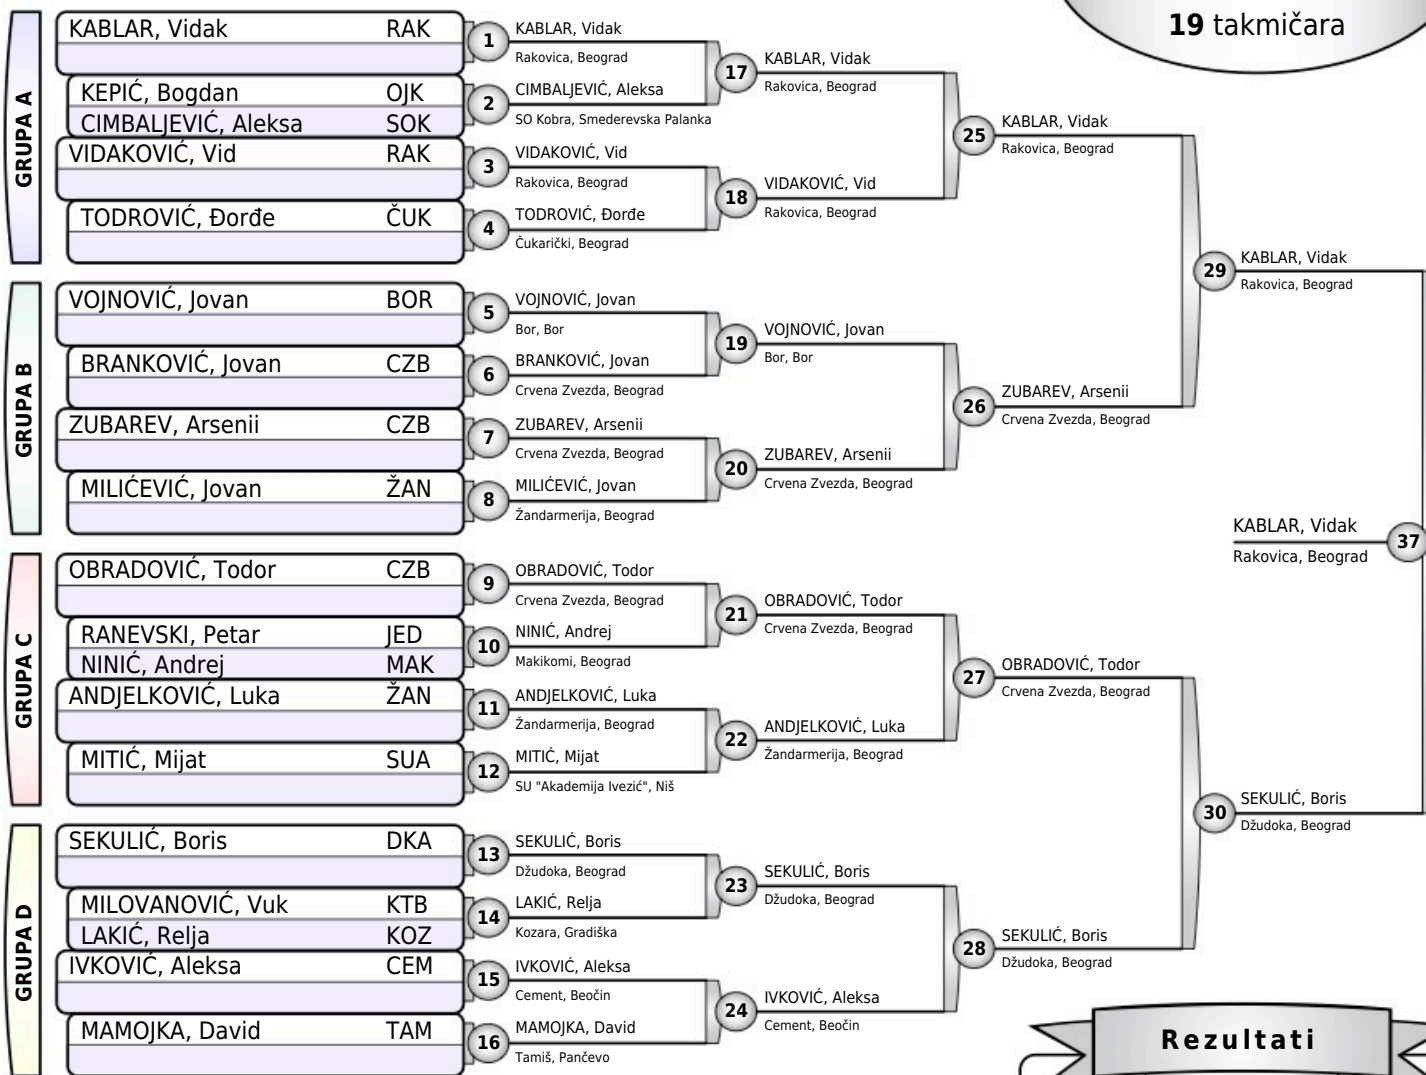 19 takmičara
GRUPA A
KABLAR, Vidak RAK
KEPIĆ, Bogdan OJK
CIMBALJEVIĆ, Aleksa SOK
VIDAKOVIĆ, Vid RAK
TODROVIĆ, Đorđe ČUK
GRUPA B
VOJNOVIĆ, Jovan BOR
BRANKOVIĆ, Jovan CZB
ZUBAREV, Arsenii CZB
MILIĆEVIĆ, Jovan ŽAN
GRUPA C
OBRADOVIĆ, Todor CZB
RANEVSKI, Petar JED
NINIĆ, Andrej MAK
ANDJELKOVIĆ, Luka ŽAN
MITIĆ, Mijat SUA
GRUPA D
SEKULIĆ, Boris DKA
MILOVANOVIĆ, Vuk KTB
LAKIĆ, Relja KOZ
IVKOVIĆ, Aleksa CEM
MAMOJKA, David TAM
1 KABLAR, Vidak
Rakovica, Beograd
2 CIMBALJEVIĆ, Aleksa
SO Kobra, Smederevska Palanka
3 VIDAKOVIĆ, Vid
Rakovica, Beograd
4 TODROVIĆ, Đorđe
Čukarički, Beograd
5 VOJNOVIĆ, Jovan
Bor, Bor
6 BRANKOVIĆ, Jovan
Crvena Zvezda, Beograd
7 ZUBAREV, Arsenii
Crvena Zvezda, Beograd
8 MILIĆEVIĆ, Jovan
Žandarmerija, Beograd
9 OBRADOVIĆ, Todor
Crvena Zvezda, Beograd
10 NINIĆ, Andrej
Makikomi, Beograd
11 ANDJELKOVIĆ, Luka
Žandarmerija, Beograd
12 MITIĆ, Mijat
SU "Akademija Ivezić", Niš
13 SEKULIĆ, Boris
Džudoka, Beograd
14 LAKIĆ, Relja
Kozara, Gradiška
15 IVKOVIĆ, Aleksa
Cement, Beočin
16 MAMOJKA, David
Tamiš, Pančevo
17 KABLAR, Vidak
Rakovica, Beograd
18 VIDAKOVIĆ, Vid
Rakovica, Beograd
19 VOJNOVIĆ, Jovan
Bor, Bor
20 ZUBAREV, Arsenii
Crvena Zvezda, Beograd
21 OBRADOVIĆ, Todor
Crvena Zvezda, Beograd
22 ANDJELKOVIĆ, Luka
Žandarmerija, Beograd
23 SEKULIĆ, Boris
Džudoka, Beograd
24 IVKOVIĆ, Aleksa
Cement, Beočin
25 KABLAR, Vidak
Rakovica, Beograd
26 ZUBAREV, Arsenii
Crvena Zvezda, Beograd
27 OBRADOVIĆ, Todor
Crvena Zvezda, Beograd
28 SEKULIĆ, Boris
Džudoka, Beograd
29 KABLAR, Vidak
Rakovica, Beograd
30 SEKULIĆ, Boris
Džudoka, Beograd
KABLAR, Vidak 37
Rakovica, Beograd
Rezultati